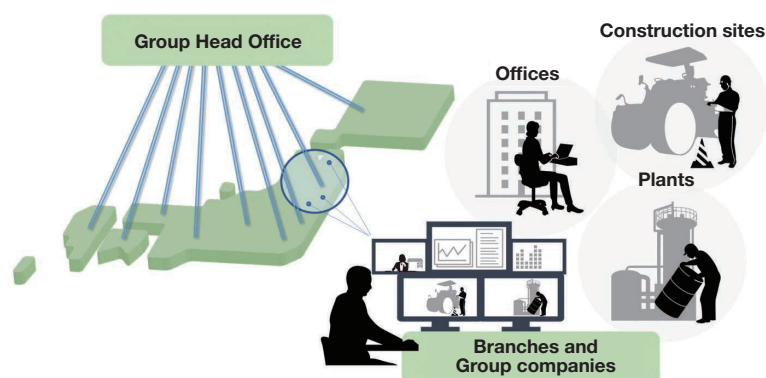 Group Head Office
Construction sites
Offices
Plants
Branches and
Group companies